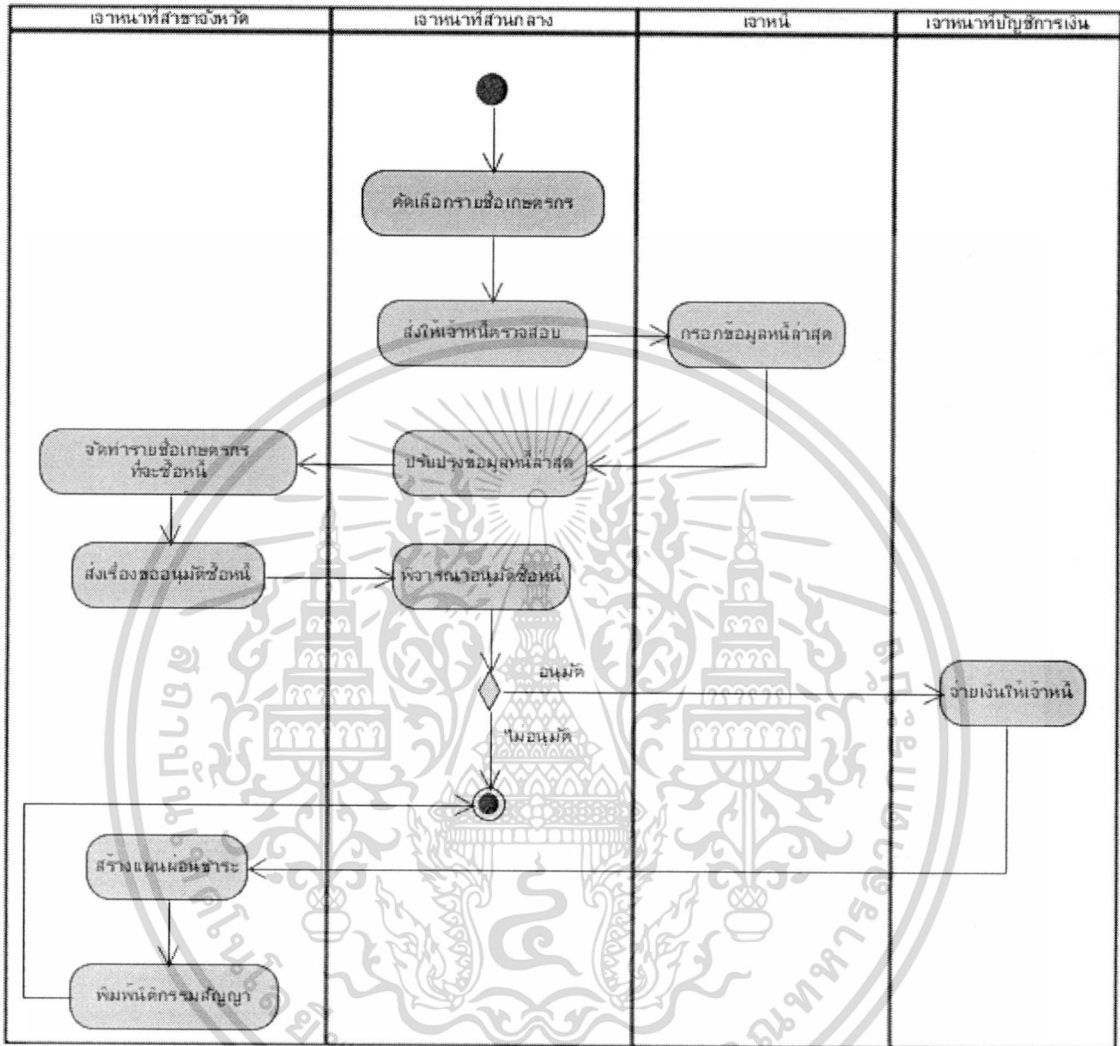 เจ้าหน้าที่สาขาจังหวัด
เจ้าหน้าที่ส่วนกลาง
เจ้าหนี้
เจ้าหน้าที่บัญชีการเงิน
คัดเลือกรายชื่อเกษตรกร
ส่งให้เจ้าหนี้ตรวจสอบ
กรอกข้อมูลหนี้ล่าสุด
จัดทำรายชื่อเกษตรกร
ที่จะซื้อหนี้
ปรับปรุงข้อมูลหนี้ล่าสุด
ส่งเรื่องขออนุมัติซื้อหนี้
พิจารณาอนุมัติซื้อหนี้
อนุมัติ
จ่ายเงินให้เจ้าหนี้
ไม่อนุมัติ
สร้างแผนผ่อนชำระ
พิมพ์นิติกรรมสัญญา